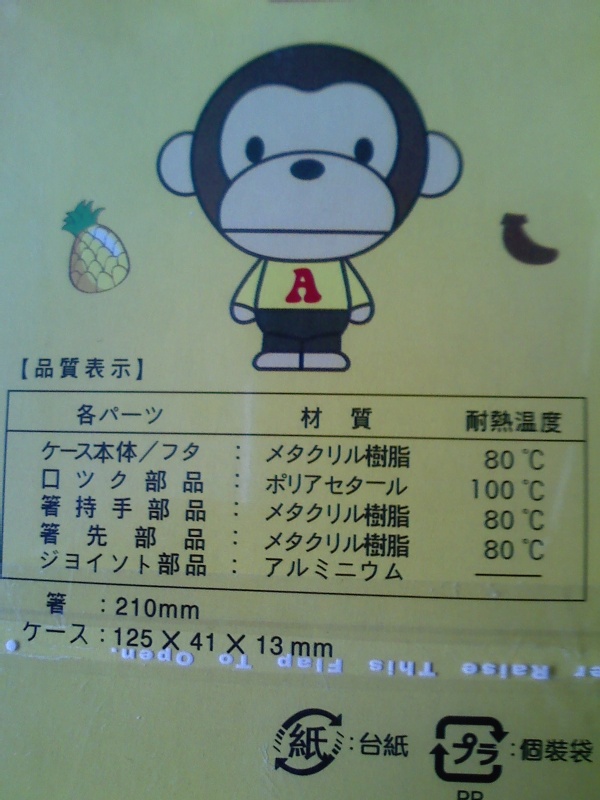 A
【品質表示】
各パーツ 材質 耐熱温度
ケース本体／フタ : メタクリル樹脂 80℃
口ツク部品 : ポリアセタール 100℃
箸持手部品 : メタクリル樹脂 80℃
箸先部品 : メタクリル樹脂 80℃
ジョイソト部品 : アルミニウム ――
箸 : 210mm
ケース : 125 X 41 X 13 mm
er Raise This Flap To Open.
紙 : 台紙
プラ : 個装袋
PP